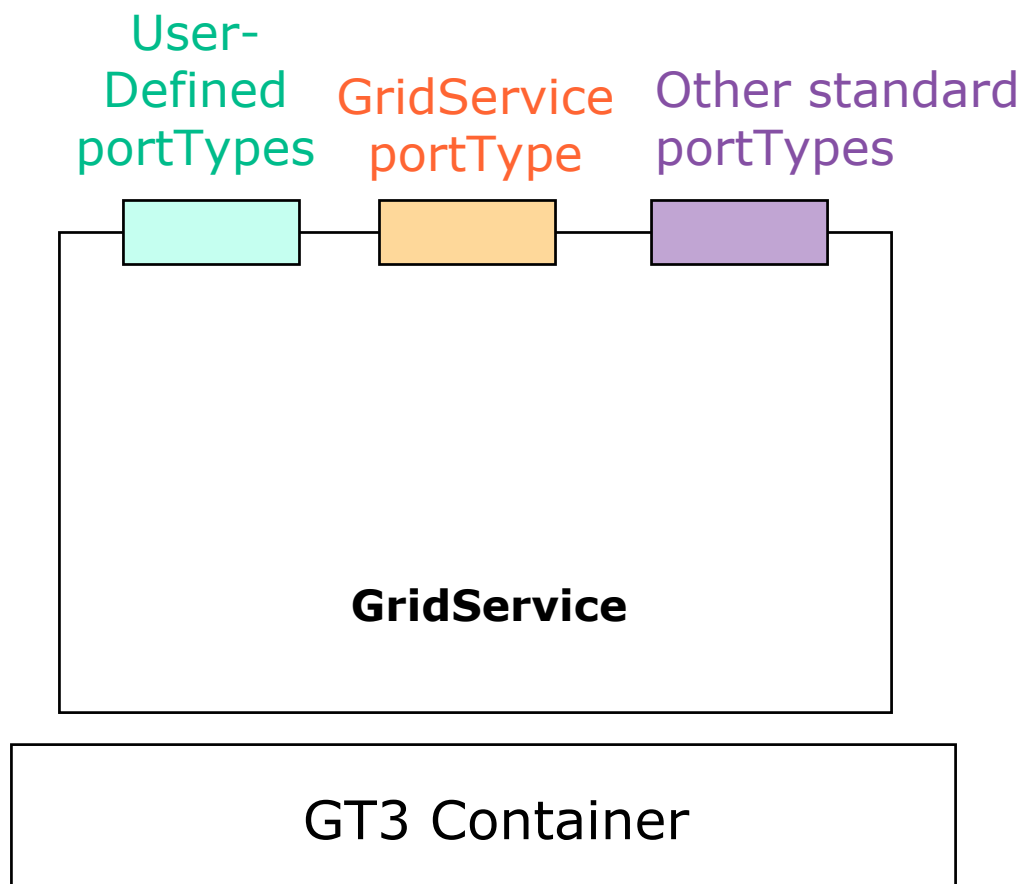 User-
Defined
portTypes
GridService
portType
Other standard
portTypes
GridService
GT3 Container